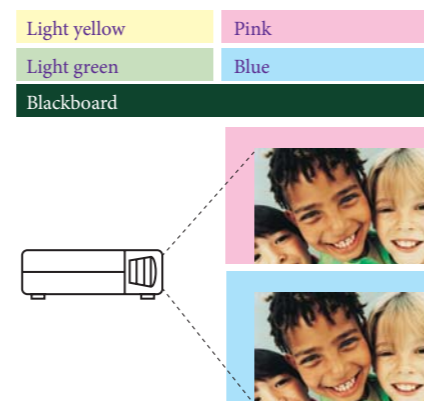 Light yellow
Pink
Light green
Blue
Blackboard